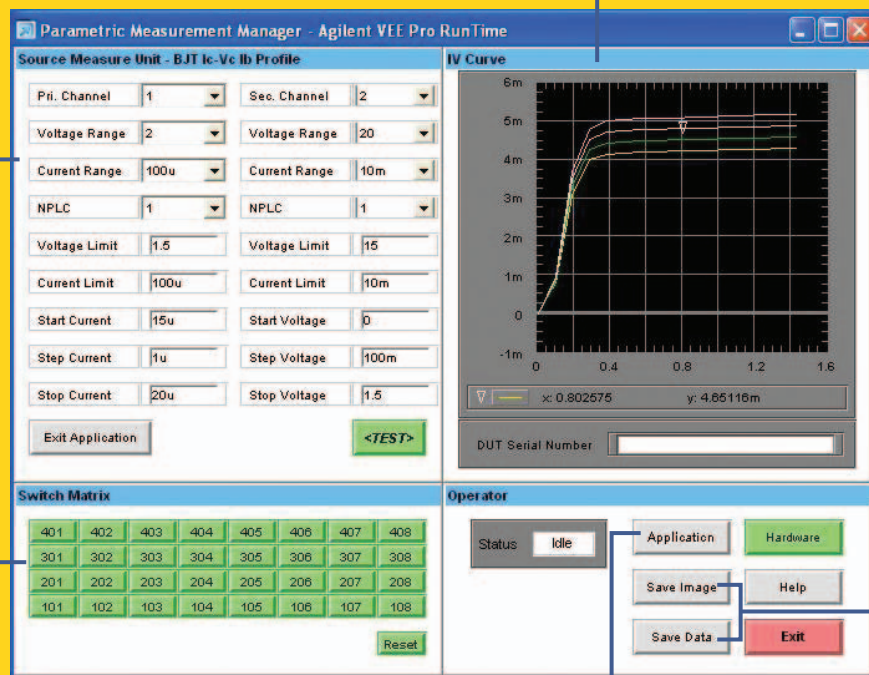 Parametric Measurement Manager - Agilent VEE Pro RunTime
Source Measure Unit - BJT Ic-Vc Ib Profile
Pri. Channel 1 Sec. Channel 2
Voltage Range 2 Voltage Range 20
Current Range 100u Current Range 10m
NPLC 1 NPLC 1
Voltage Limit 1.5 Voltage Limit 15
Current Limit 100u Current Limit 10m
Start Current 15u Start Voltage 0
Step Current 1u Step Voltage 100m
Stop Current 20u Stop Voltage 1.5
Exit Application <TEST>
IV Curve
6m
5m
4m
3m
2m
1m
0
-1m
0 0.4 0.8 1.2 1.6
x: 0.802575 y: 4.65116m
DUT Serial Number
Switch Matrix
401 402 403 404 405 406 407 408
301 302 303 304 305 306 307 308
201 202 203 204 205 206 207 208
101 102 103 104 105 106 107 108
Reset
Operator
Status Idle
Application Hardware
Save Image Help
Save Data Exit